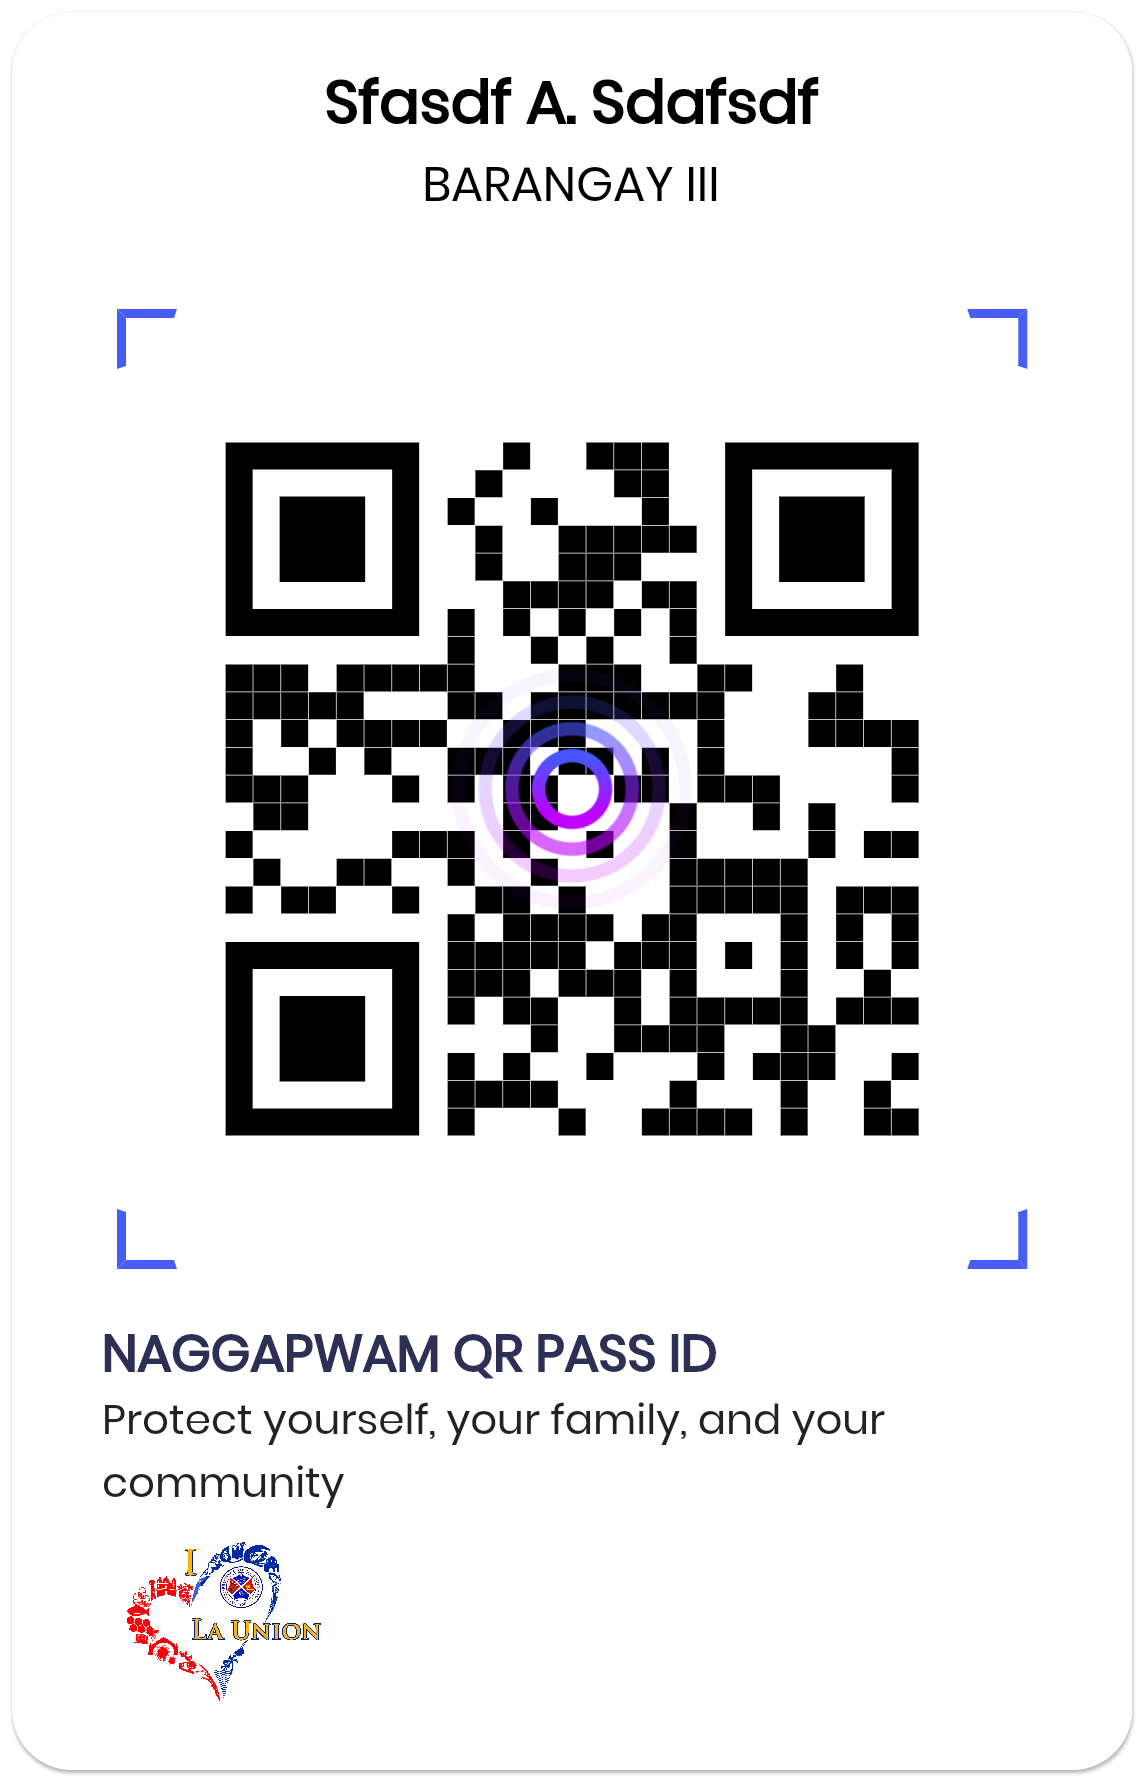 Sfasdf A. Sdafsdf
BARANGAY III
NAGGAPWAM QR PASS ID
Protect yourself, your family, and your
community
I
LA UNION